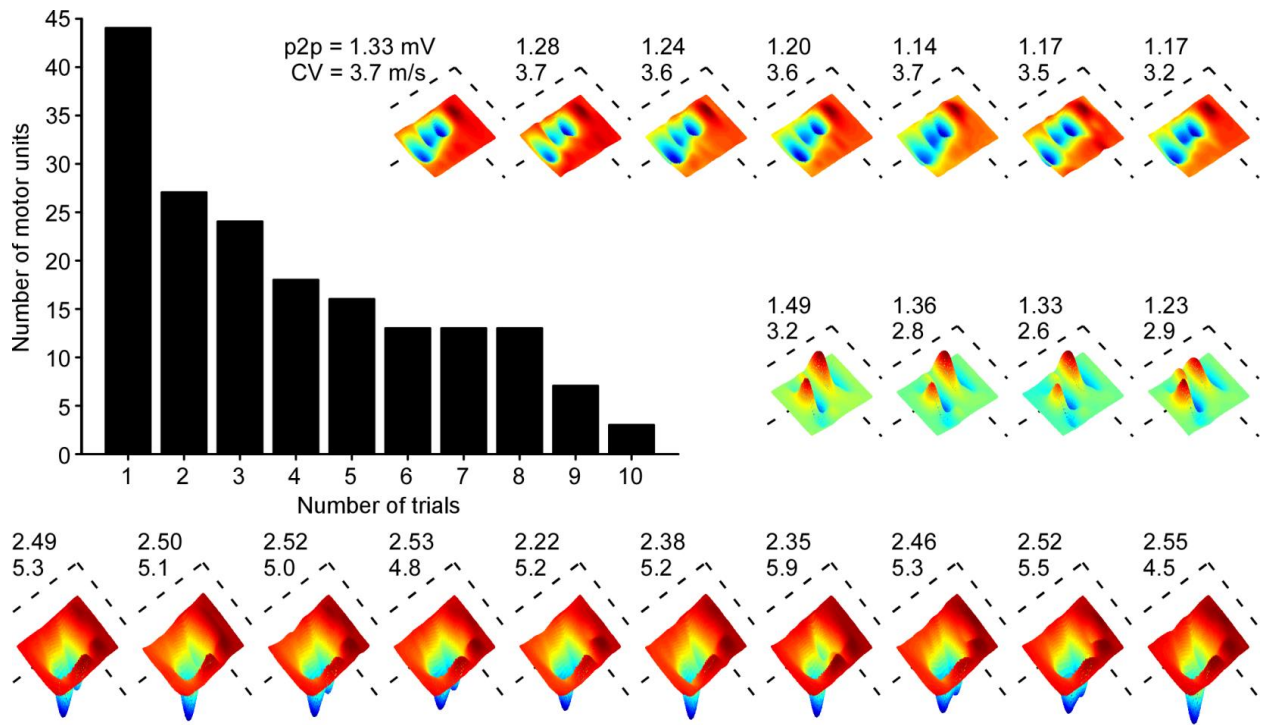 45
40
35
30
25
20
15
10
5
0
Number of motor units
1 2 3 4 5 6 7 8 9 10
Number of trials
p2p = 1.33 mV 1.28 1.24 1.20 1.14 1.17 1.17
CV = 3.7 m/s 3.7 3.6 3.6 3.7 3.5 3.2
1.49 1.36 1.33 1.23
3.2 2.8 2.6 2.9
2.49 2.50 2.52 2.53 2.22 2.38 2.35 2.46 2.52 2.55
5.3 5.1 5.0 4.8 5.2 5.2 5.9 5.3 5.5 4.5